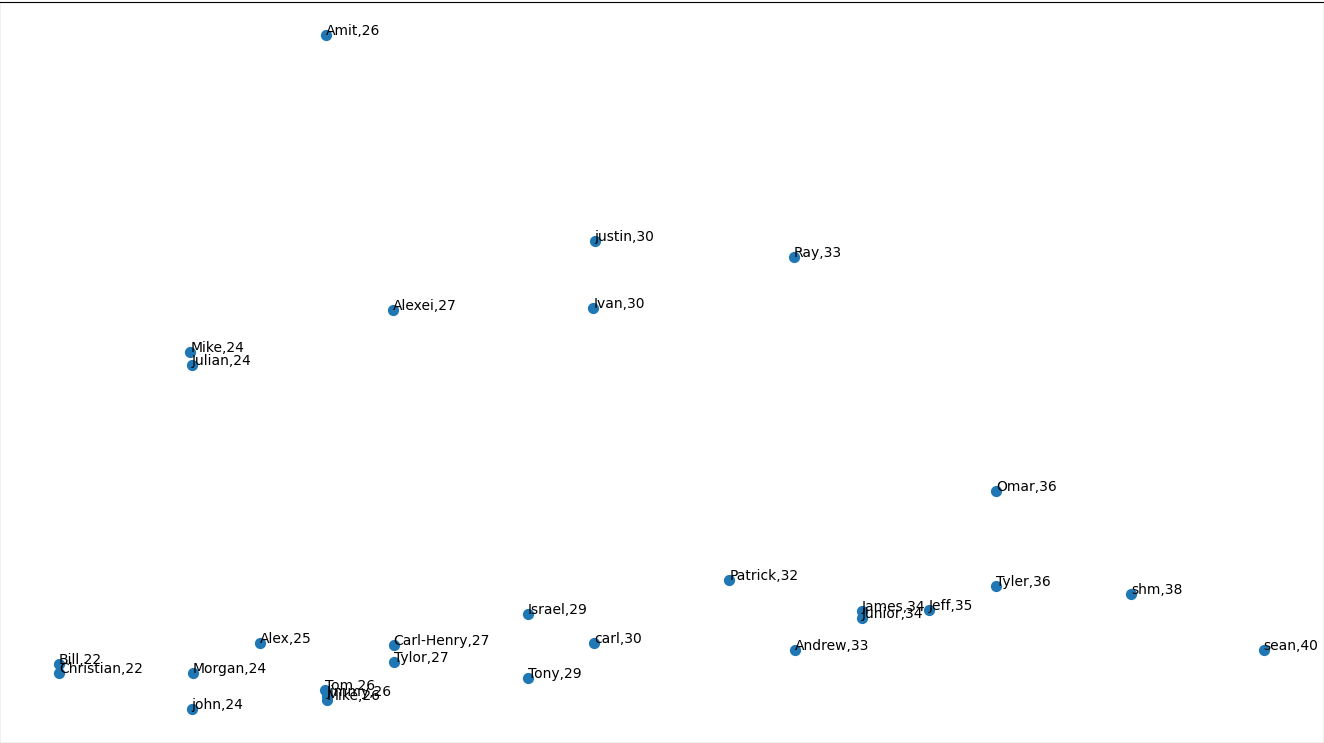 Amit,26
justin,30
Ray,33
Ivan,30
Alexei,27
Mike,24
Julian,24
Omar,36
Patrick,32
Tyler,36
shm,38
James,34
Jeff,35
Israel,29
Junior,34
Alex,25
Carl-Henry,27
carl,30
Andrew,33
sean,40
Bill,22
Tylor,27
Christian,22
Morgan,24
Tony,29
Tom,26
Mike,26
john,24